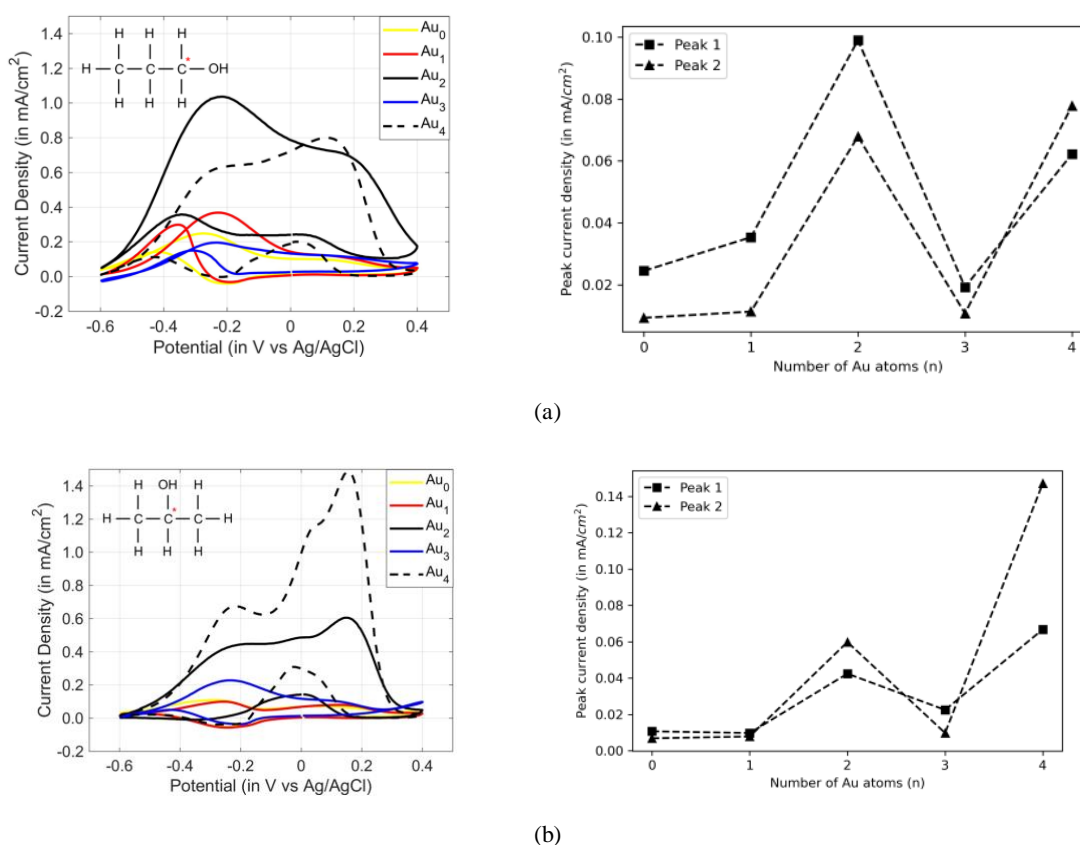 1.4
1.2
1.0
0.8
0.6
0.4
0.2
0.0
-0.2
-0.6
-0.4
-0.2
0
0.2
0.4
Current Density (in mA/cm²)
Potential (in V vs Ag/AgCl)
H H H
H C C C* OH
H H H
Au₀
Au₁
Au₂
Au₃
Au₄
0.10
0.08
0.06
0.04
0.02
0
1
2
3
4
Peak current density (in mA/cm²)
Number of Au atoms (n)
Peak 1
Peak 2
(a)
1.4
1.2
1.0
0.8
0.6
0.4
0.2
0.0
-0.2
-0.6
-0.4
-0.2
0
0.2
0.4
Current Density (in mA/cm²)
Potential (in V vs Ag/AgCl)
H OH H
H C C* C H
H H H
Au₀
Au₁
Au₂
Au₃
Au₄
0.14
0.12
0.10
0.08
0.06
0.04
0.02
0.00
0
1
2
3
4
Peak current density (in mA/cm²)
Number of Au atoms (n)
Peak 1
Peak 2
(b)